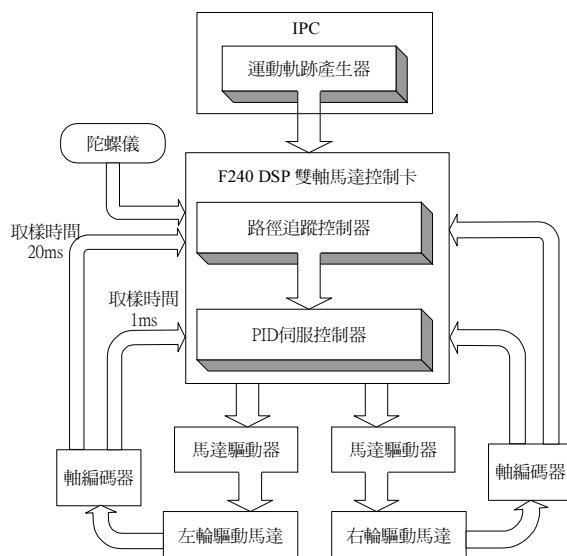 IPC
運動軌跡產生器
陀螺儀
F240 DSP 雙軸馬達控制卡
取樣時間
20ms
路徑追蹤控制器
取樣時間
1ms
PID伺服控制器
馬達驅動器
馬達驅動器
軸編碼器
軸編碼器
左輪驅動馬達
右輪驅動馬達